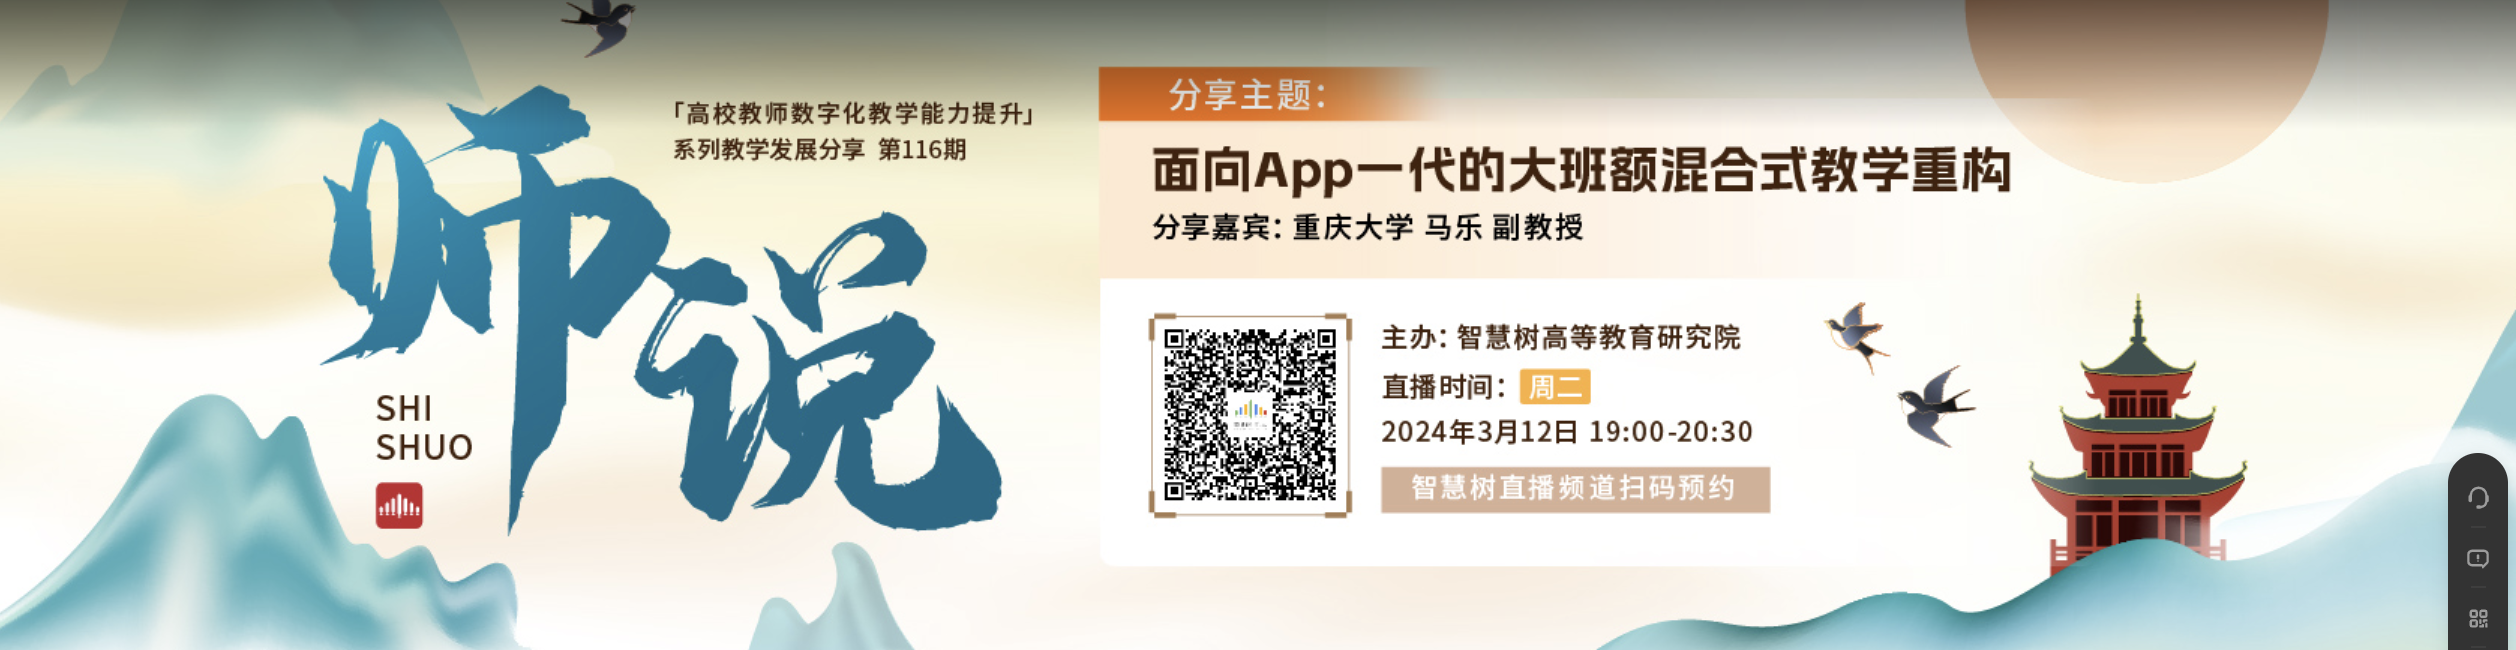 师说
SHI
SHUO
「高校教师数字化教学能力提升」
系列教学发展分享 第116期
分享主题：
面向App一代的大班额混合式教学重构
分享嘉宾：重庆大学 马乐 副教授
主办：智慧树高等教育研究院
直播时间： 周二
2024年3月12日 19:00-20:30
智慧树直播频道扫码预约